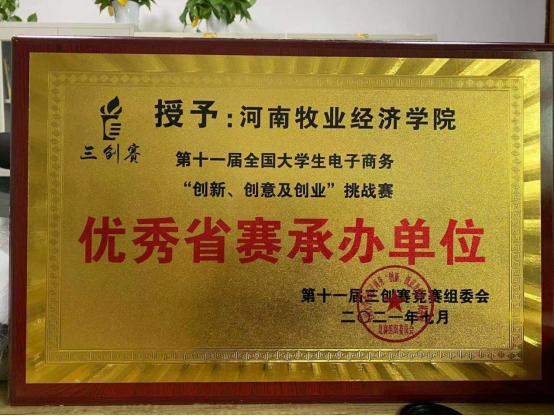 三创赛
授予:河南牧业经济学院
第十一届全国大学生电子商务
“创新、创意及创业”挑战赛
优秀省赛承办单位
第十一届三创赛竞赛组委会
二〇二一年七月